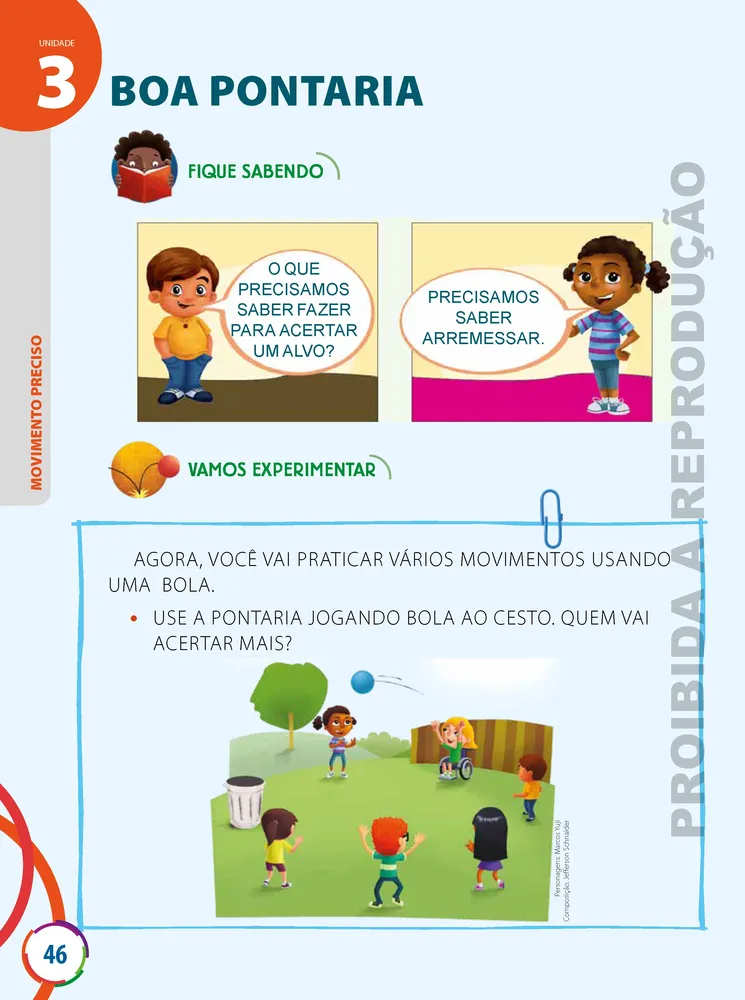 UNIDADE
3
BOA PONTARIA
FIQUE SABENDO
O QUE
PRECISAMOS
SABER FAZER
PARA ACERTAR
UM ALVO?
PRECISAMOS
SABER
ARREMESSAR.
MOVIMENTO PRECISO
VAMOS EXPERIMENTAR
AGORA, VOCÊ VAI PRATICAR VÁRIOS MOVIMENTOS USANDO
UMA BOLA.
• USE A PONTARIA JOGANDO BOLA AO CESTO. QUEM VAI
ACERTAR MAIS?
Personagens: Marcos Yuji
Composição: Jefferson Schnaider
PROIBIDA A REPRODUÇÃO
46